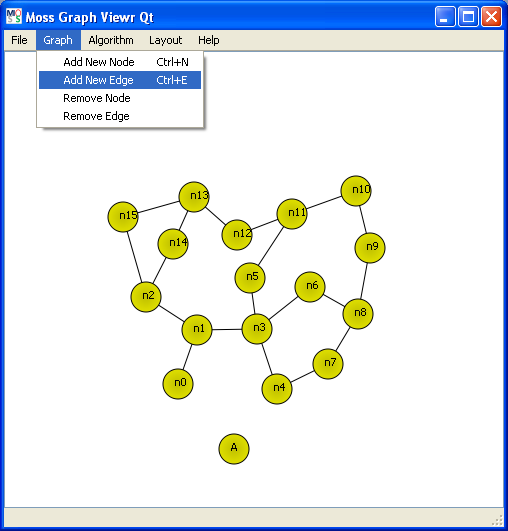 Moss Graph Viewr Qt
File Graph Algorithm Layout Help
Add New Node Ctrl+N
Add New Edge Ctrl+E
Remove Node
Remove Edge
n10
n13
n15
n11
n12
n14
n9
n5
n6
n2
n8
n1
n3
n7
n0
n4
A